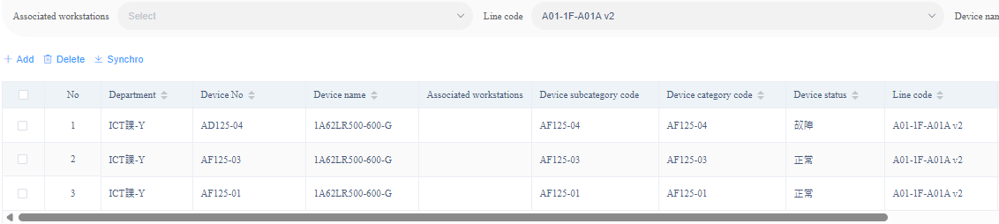 Associated workstations Select Line code A01-1F-A01A v2 Device nan
Add Delete Synchro
No Department Device No Device name Associated workstations Device subcategory code Device category code Device status Line code
1 ICT課-Y AD125-04 1A62LR500-600-G AF125-04 AF125-04 故障 A01-1F-A01A v2
2 ICT課-Y AF125-03 1A62LR500-600-G AF125-03 AF125-03 正常 A01-1F-A01A v2
3 ICT課-Y AF125-01 1A62LR500-600-G AF125-01 AF125-01 正常 A01-1F-A01A v2